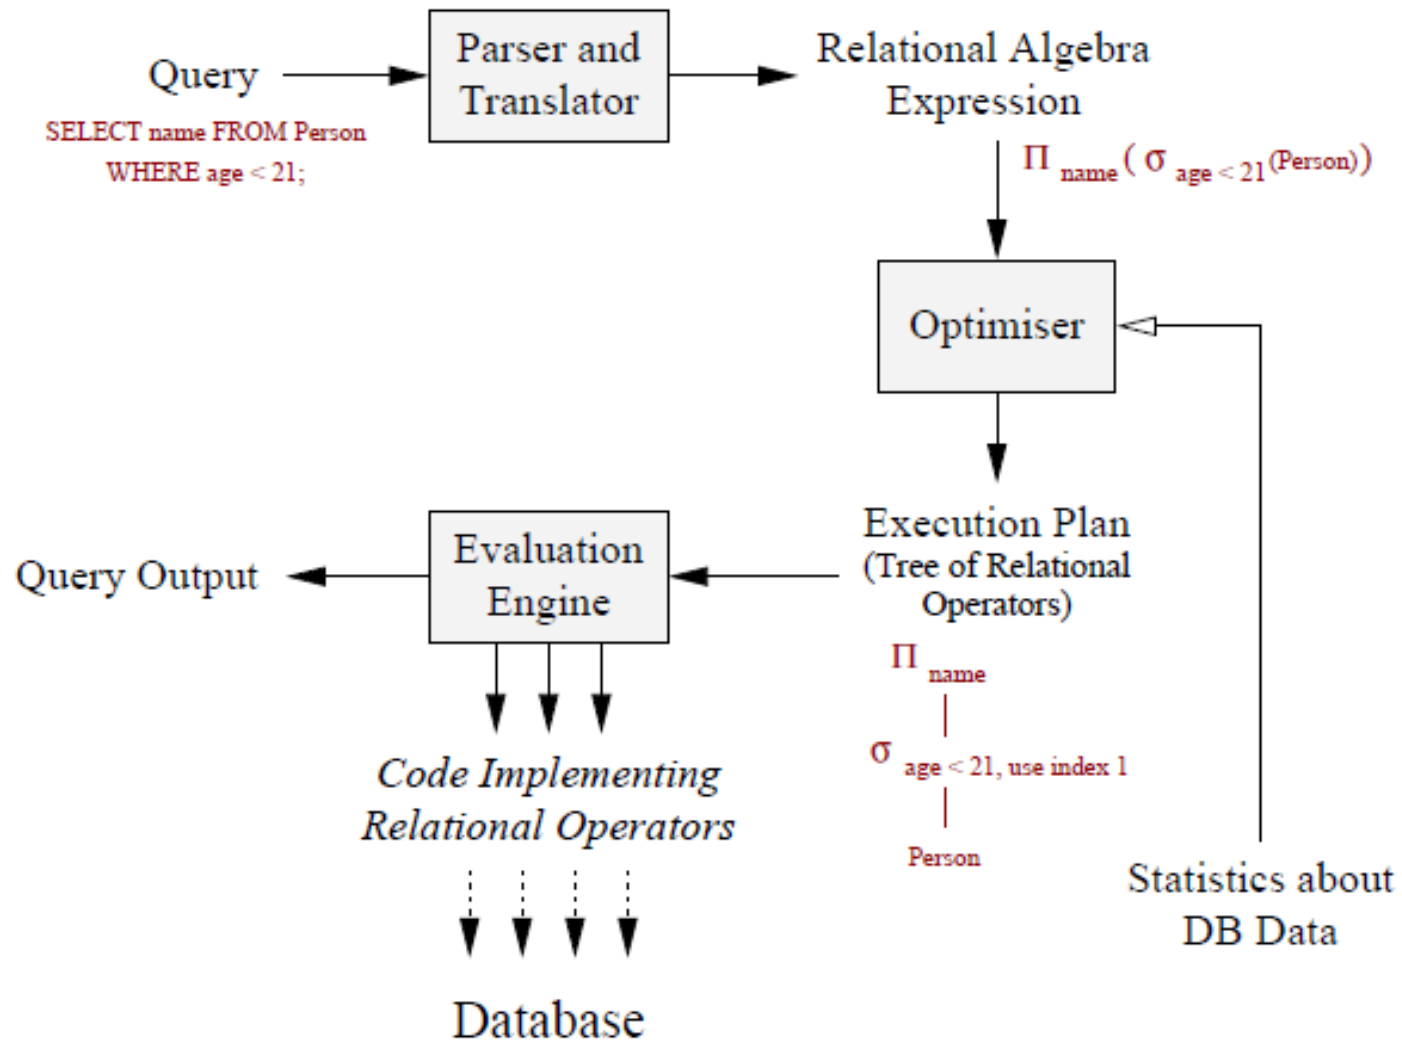 Query
SELECT name FROM Person
WHERE age < 21;
Parser and
Translator
Relational Algebra
Expression
Π name ( σ age < 21 (Person))
Optimiser
Execution Plan
(Tree of Relational
Operators)
Π name
σ age < 21, use index 1
Person
Statistics about
DB Data
Evaluation
Engine
Query Output
Code Implementing
Relational Operators
Database